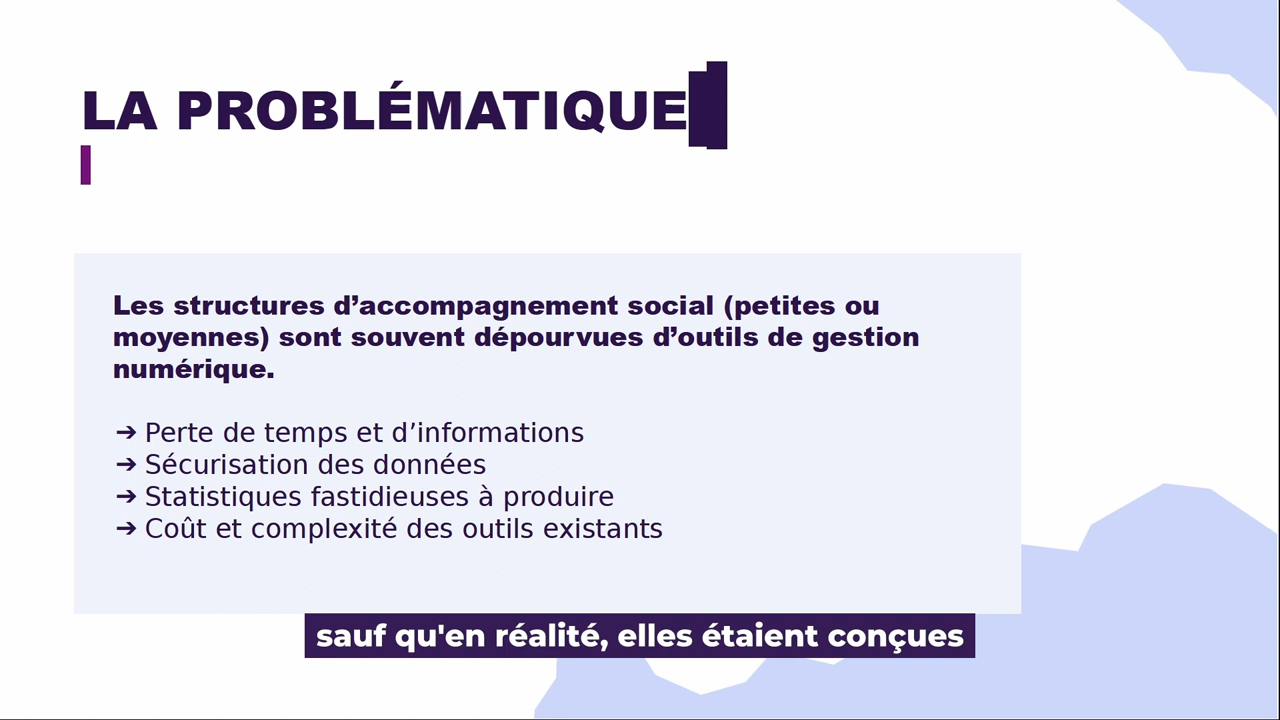 LA PROBLÉMATIQUE
Les structures d’accompagnement social (petites ou
moyennes) sont souvent dépourvues d’outils de gestion
numérique.
➔ Perte de temps et d’informations
➔ Sécurisation des données
➔ Statistiques fastidieuses à produire
➔ Coût et complexité des outils existants
sauf qu'en réalité, elles étaient conçues